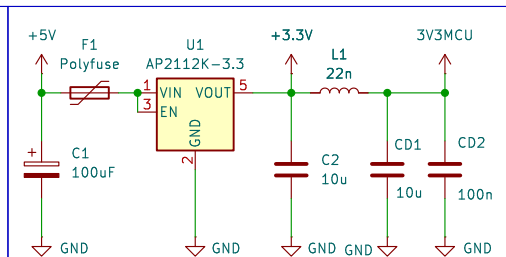 +5V
F1
Polyfuse
U1
AP2112K-3.3
+3.3V
L1
22n
3V3MCU
1
VIN
VOUT
5
3
EN
GND
2
C1
100uF
C2
10u
CD1
10u
CD2
100n
GND
GND
GND
GND
GND